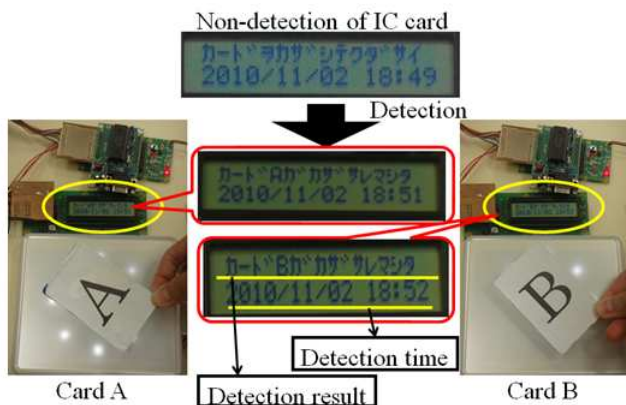 Non-detection of IC card
ｶｰﾄﾞｦｶｻﾞｼﾃｸﾀﾞｻｲ
2010/11/02 18:49
Detection
ｶｰﾄﾞAｶﾞｶｻﾞｻﾚﾏｼﾀ
2010/11/02 18:51
ｶｰﾄﾞBｶﾞｶｻﾞｻﾚﾏｼﾀ
2010/11/02 18:52
A
B
Detection time
Card A
Detection result
Card B